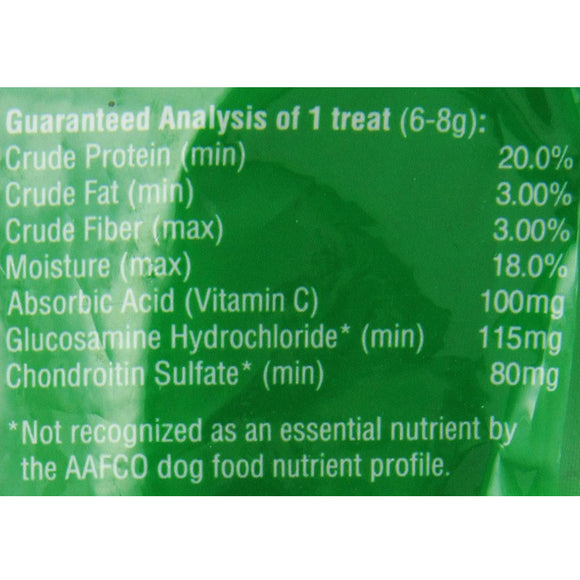 Guaranteed Analysis of 1 treat (6-8g):
Crude Protein (min) 20.0%
Crude Fat (min) 3.00%
Crude Fiber (max) 3.00%
Moisture (max) 18.0%
Absorbic Acid (Vitamin C) 100mg
Glucosamine Hydrochloride* (min) 115mg
Chondroitin Sulfate* (min) 80mg
*Not recognized as an essential nutrient by
the AAFCO dog food nutrient profile.